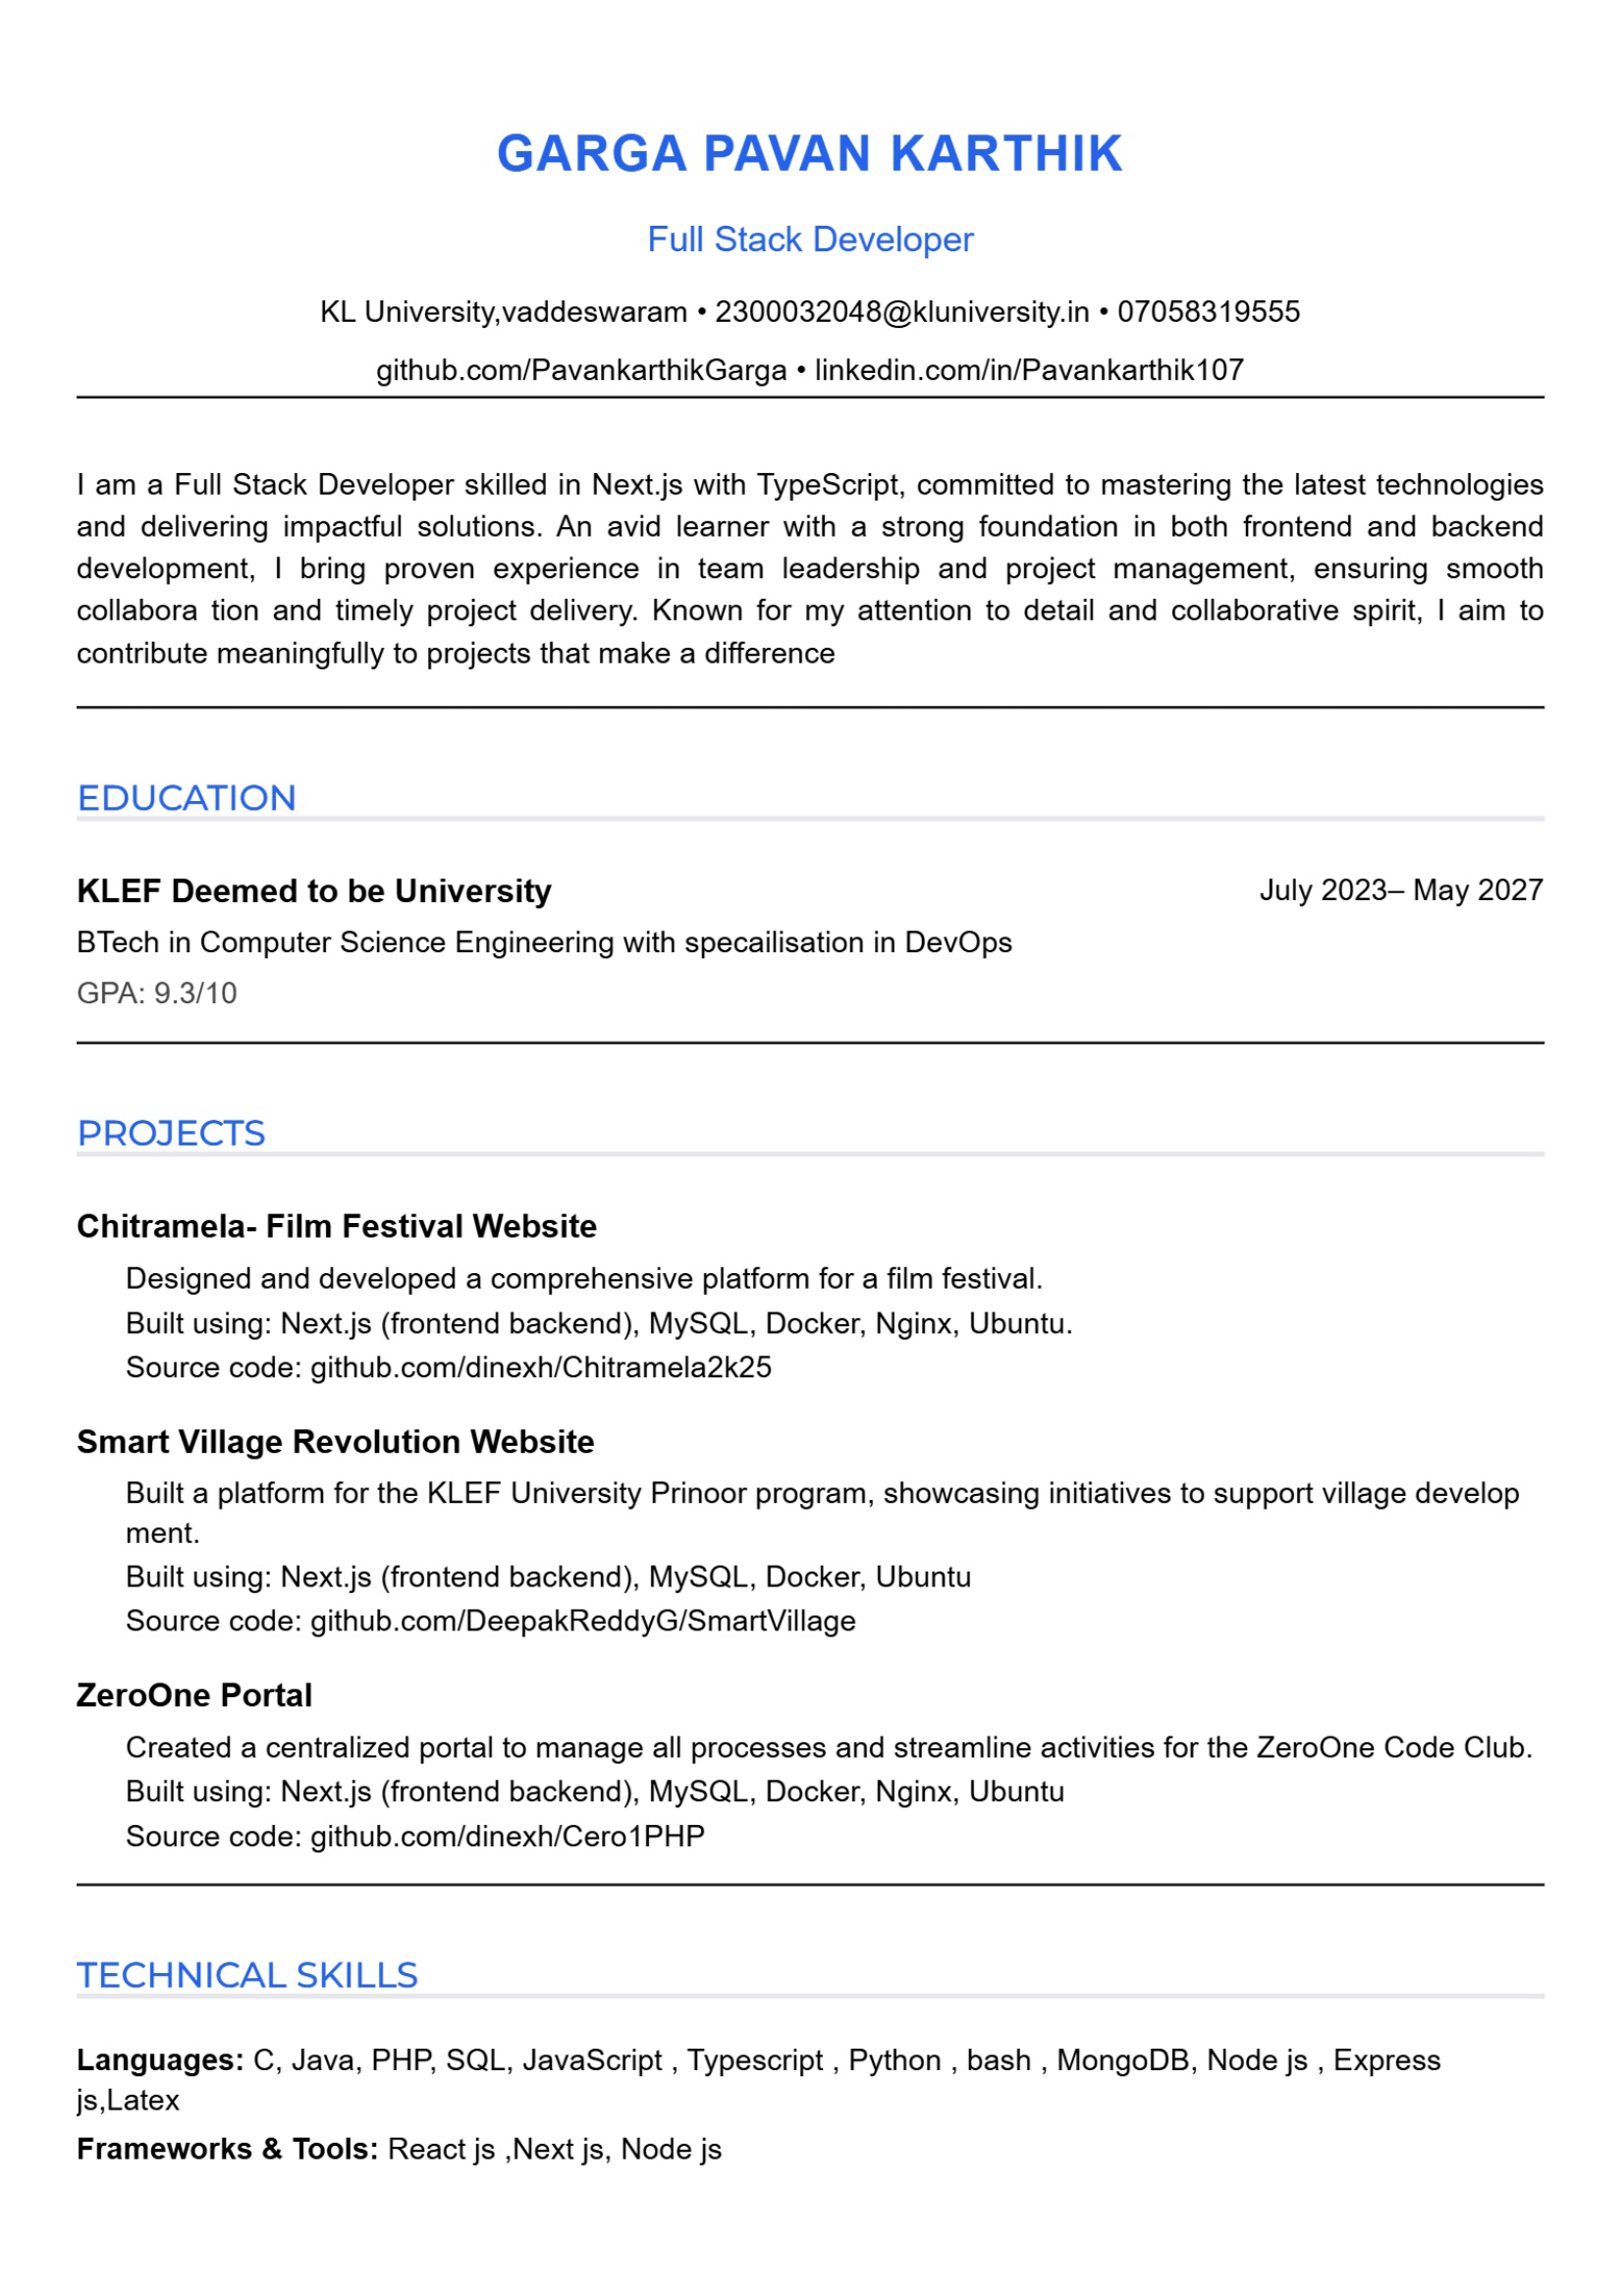 GARGA PAVAN KARTHIK
Full Stack Developer
KL University,vaddeswaram • 2300032048@kluniversity.in • 07058319555
github.com/PavankarthikGarga • linkedin.com/in/Pavankarthik107
I am a Full Stack Developer skilled in Next.js with TypeScript, committed to mastering the latest technologies
and delivering impactful solutions. An avid learner with a strong foundation in both frontend and backend
development, I bring proven experience in team leadership and project management, ensuring smooth
collabora tion and timely project delivery. Known for my attention to detail and collaborative spirit, I aim to
contribute meaningfully to projects that make a difference
EDUCATION
KLEF Deemed to be University July 2023– May 2027
BTech in Computer Science Engineering with specailisation in DevOps
GPA: 9.3/10
PROJECTS
Chitramela- Film Festival Website
Designed and developed a comprehensive platform for a film festival.
Built using: Next.js (frontend backend), MySQL, Docker, Nginx, Ubuntu.
Source code: github.com/dinexh/Chitramela2k25
Smart Village Revolution Website
Built a platform for the KLEF University Prinoor program, showcasing initiatives to support village develop
ment.
Built using: Next.js (frontend backend), MySQL, Docker, Ubuntu
Source code: github.com/DeepakReddyG/SmartVillage
ZeroOne Portal
Created a centralized portal to manage all processes and streamline activities for the ZeroOne Code Club.
Built using: Next.js (frontend backend), MySQL, Docker, Nginx, Ubuntu
Source code: github.com/dinexh/Cero1PHP
TECHNICAL SKILLS
Languages: C, Java, PHP, SQL, JavaScript , Typescript , Python , bash , MongoDB, Node js , Express
js,Latex
Frameworks & Tools: React js ,Next js, Node js